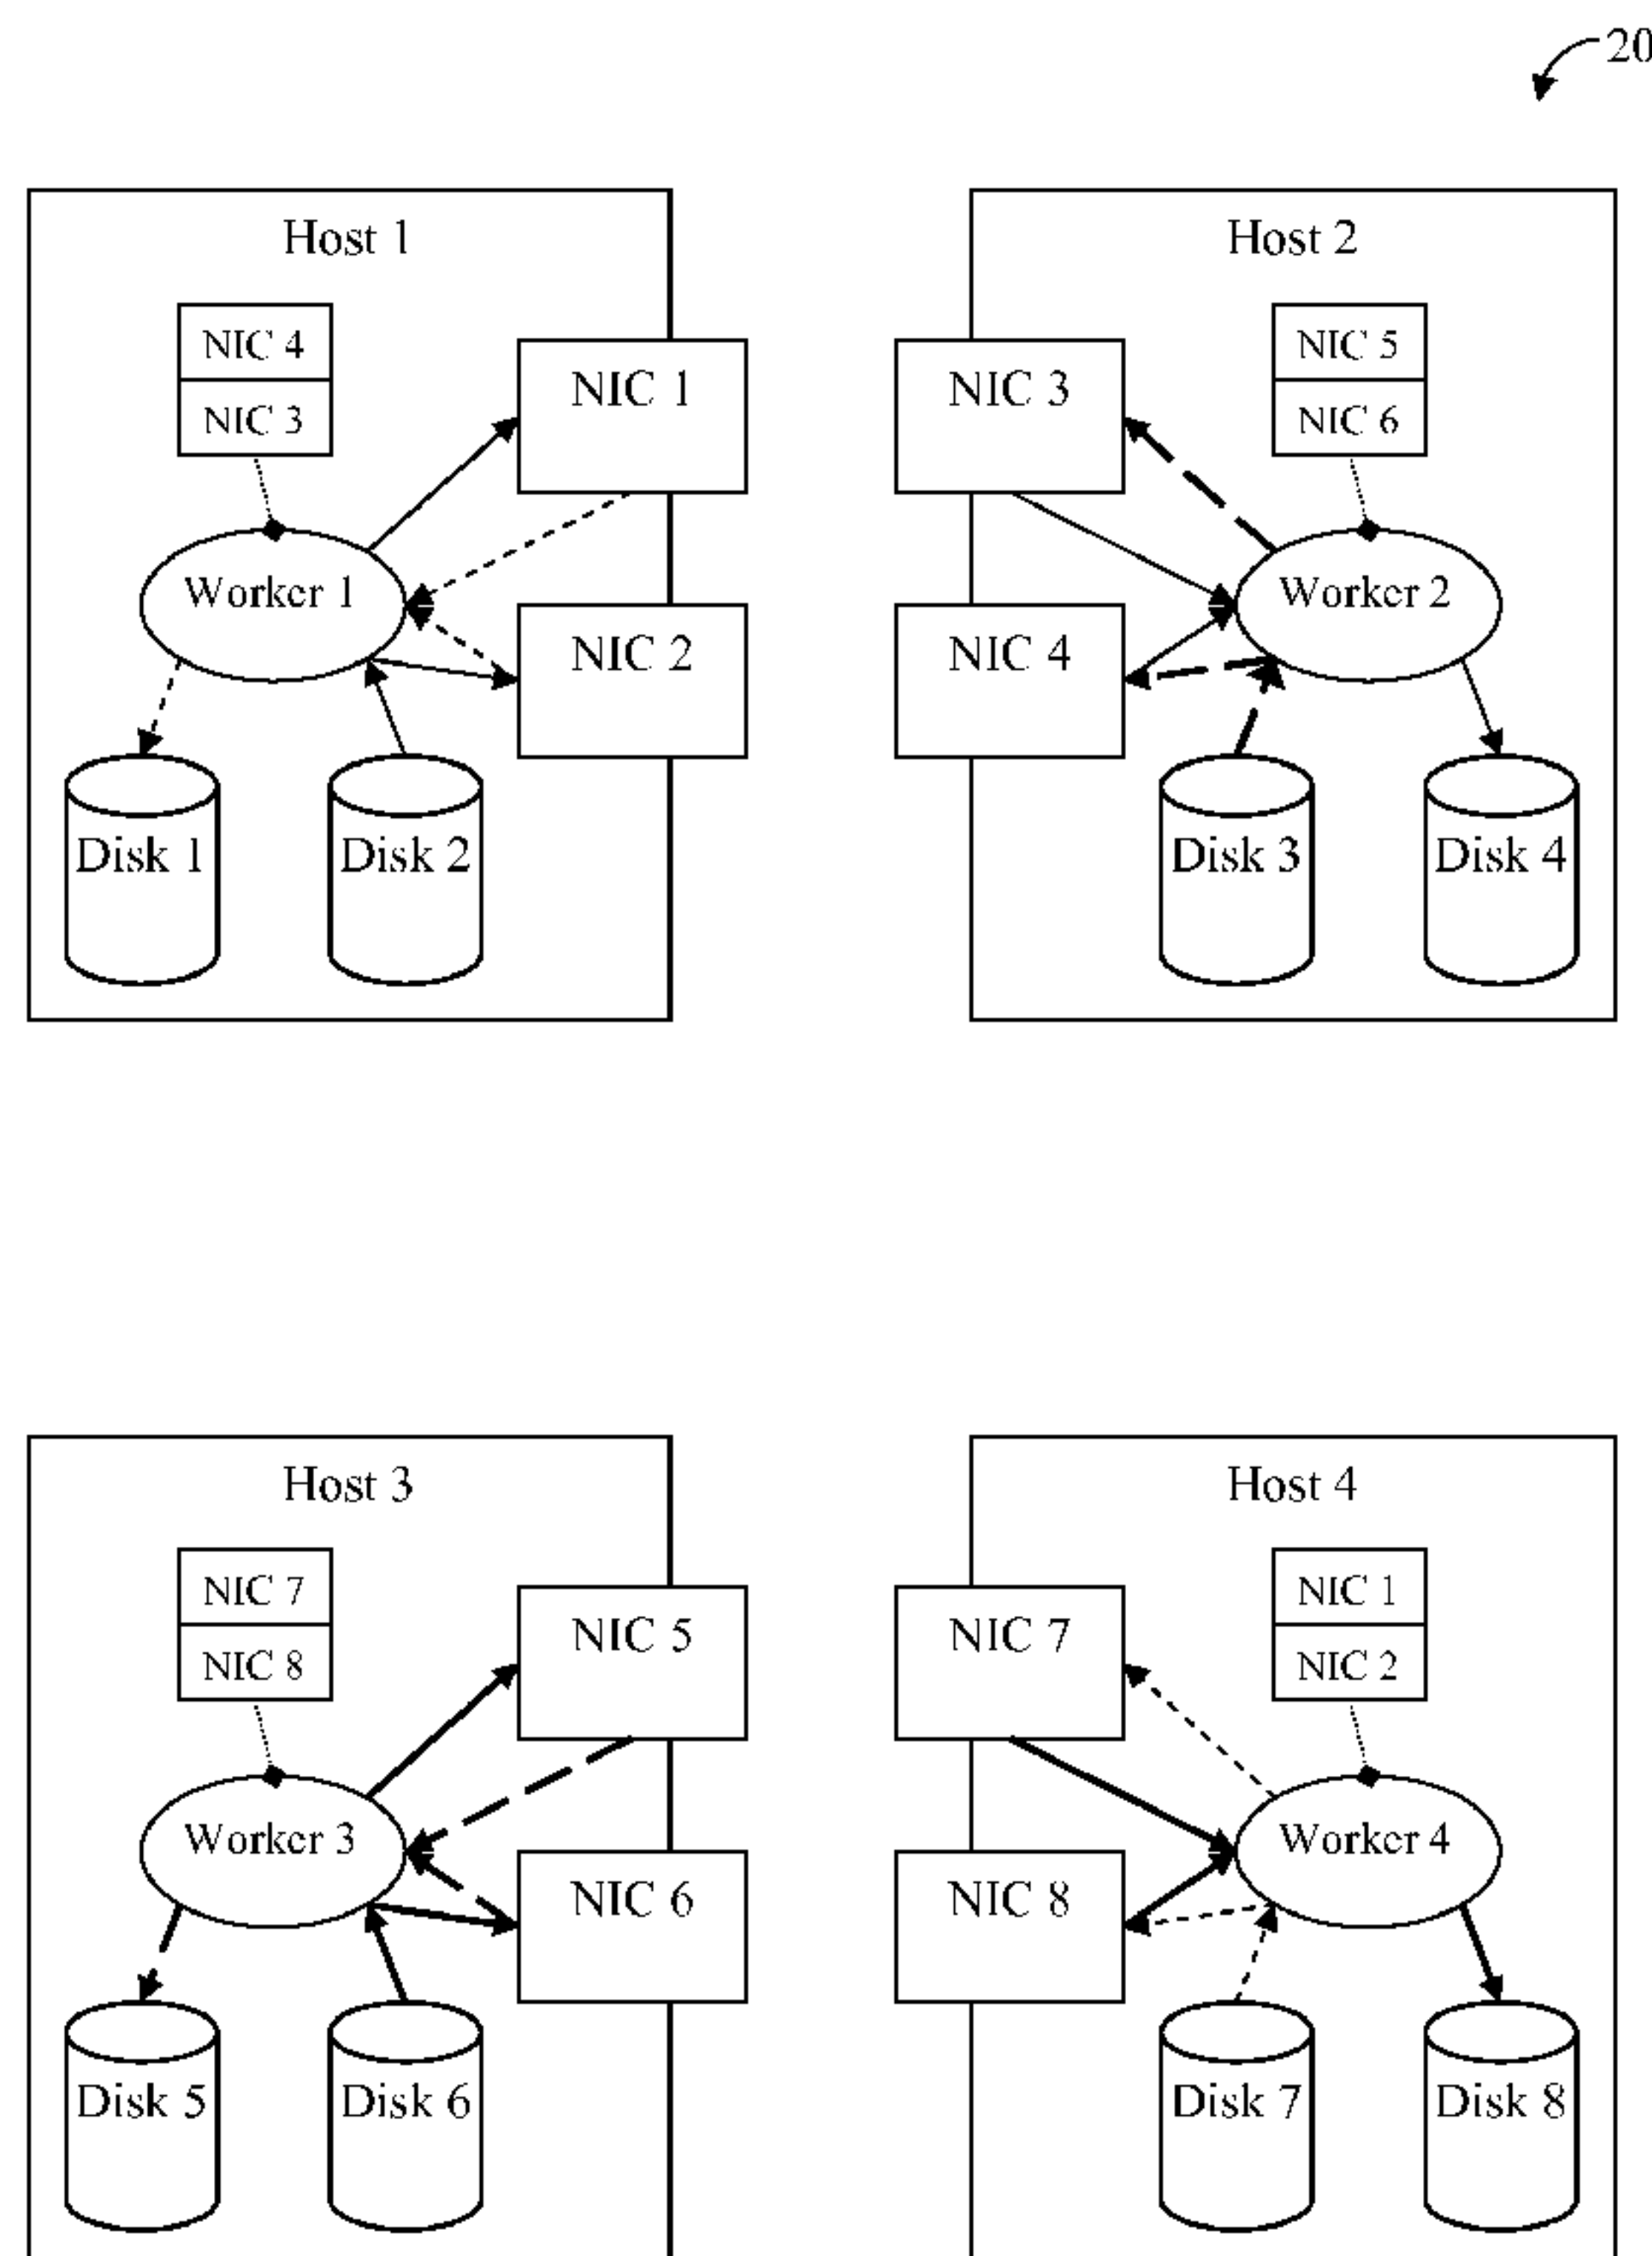 20
Host 1
NIC 4
NIC 3
NIC 1
Worker 1
NIC 2
Disk 1
Disk 2
Host 2
NIC 5
NIC 6
NIC 3
Worker 2
NIC 4
Disk 3
Disk 4
Host 3
NIC 7
NIC 8
NIC 5
Worker 3
NIC 6
Disk 5
Disk 6
Host 4
NIC 1
NIC 2
NIC 7
Worker 4
NIC 8
Disk 7
Disk 8